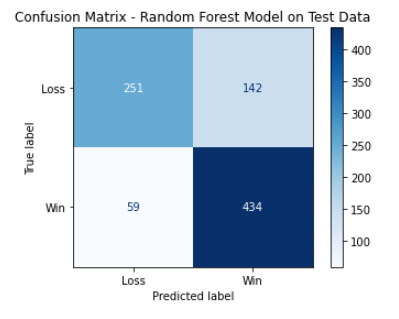 Confusion Matrix - Random Forest Model on Test Data
Loss
251
142
Win
59
434
Loss
Win
True label
Predicted label
400
350
300
250
200
150
100